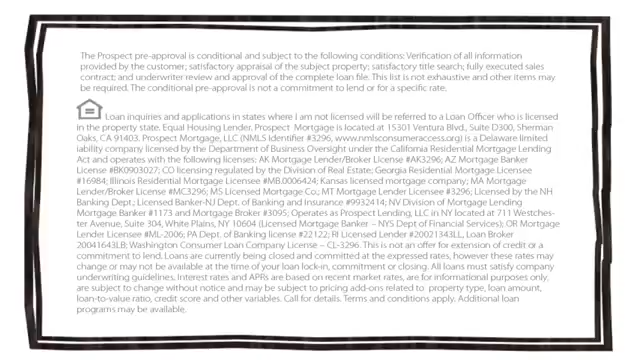 The Prospect pre-approval is conditional and subject to the following conditions: Verification of all information
provided by the customer; satisfactory appraisal of the subject property; satisfactory title search; fully executed sales
contract; and underwriter review and approval of the complete loan file. This list is not exhaustive and other items may
be required. The conditional pre-approval is not a commitment to lend or for a specific rate.
Loan inquiries and applications in states where I am not licensed will be referred to a Loan Officer who is licensed
in the property state. Equal Housing Lender. Prospect Mortgage is located at 15301 Ventura Blvd., Suite D300, Sherman
Oaks, CA 91403. Prospect Mortgage, LLC (NMLS Identifier #3296, www.nmlsconsumeraccess.org) is a Delaware limited
iability company licensed by the Department of Business Oversight under the California Residential Mortgage Lending
Act and operates with the following licenses: AK Mortgage Lender/Broker License #AK3296; AZ Mortgage Banker
License #BK0903027; CO licensing regulated by the Division of Real Estate; Georgia Residential Mortgage Licensee
#16984; Illinois Residential Mortgage Licensee #MB.0006424; Kansas licensed mortgage company; MA Mortgage
Lender/Broker License #MC3296; MS Licensed Mortgage Co.; MT Mortgage Lender Licensee #3296; Licensed by the NH
Banking Dept.; Licensed Banker-NJ Dept. of Banking and Insurance #9932414; NV Division of Mortgage Lending
Mortgage Banker #1173 and Mortgage Broker #3095; Operates as Prospect Lending, LLC in NY located at 711 Westches-
ter Avenue, Suite 304, White Plains, NY 10604 (Licensed Mortgage Banker – NYS Dept of Financial Services); OR Mortgage
Lender Licensee #ML-2006; PA Dept. of Banking license #22122; RI Licensed Lender #20021343LL, Loan Broker
20041643LB; Washington Consumer Loan Company License – CL-3296. This is not an offer for extension of credit or a
commitment to lend. Loans are currently being closed and committed at the expressed rates, however these rates may
change or may not be available at the time of your loan lock-in, commitment or closing. All loans must satisfy company
underwriting guidelines. Interest rates and APRs are based on recent market rates, are for informational purposes only,
are subject to change without notice and may be subject to pricing add-ons related to property type, loan amount,
loan-to-value ratio, credit score and other variables. Call for details. Terms and conditions apply. Additional loan
programs may be available.